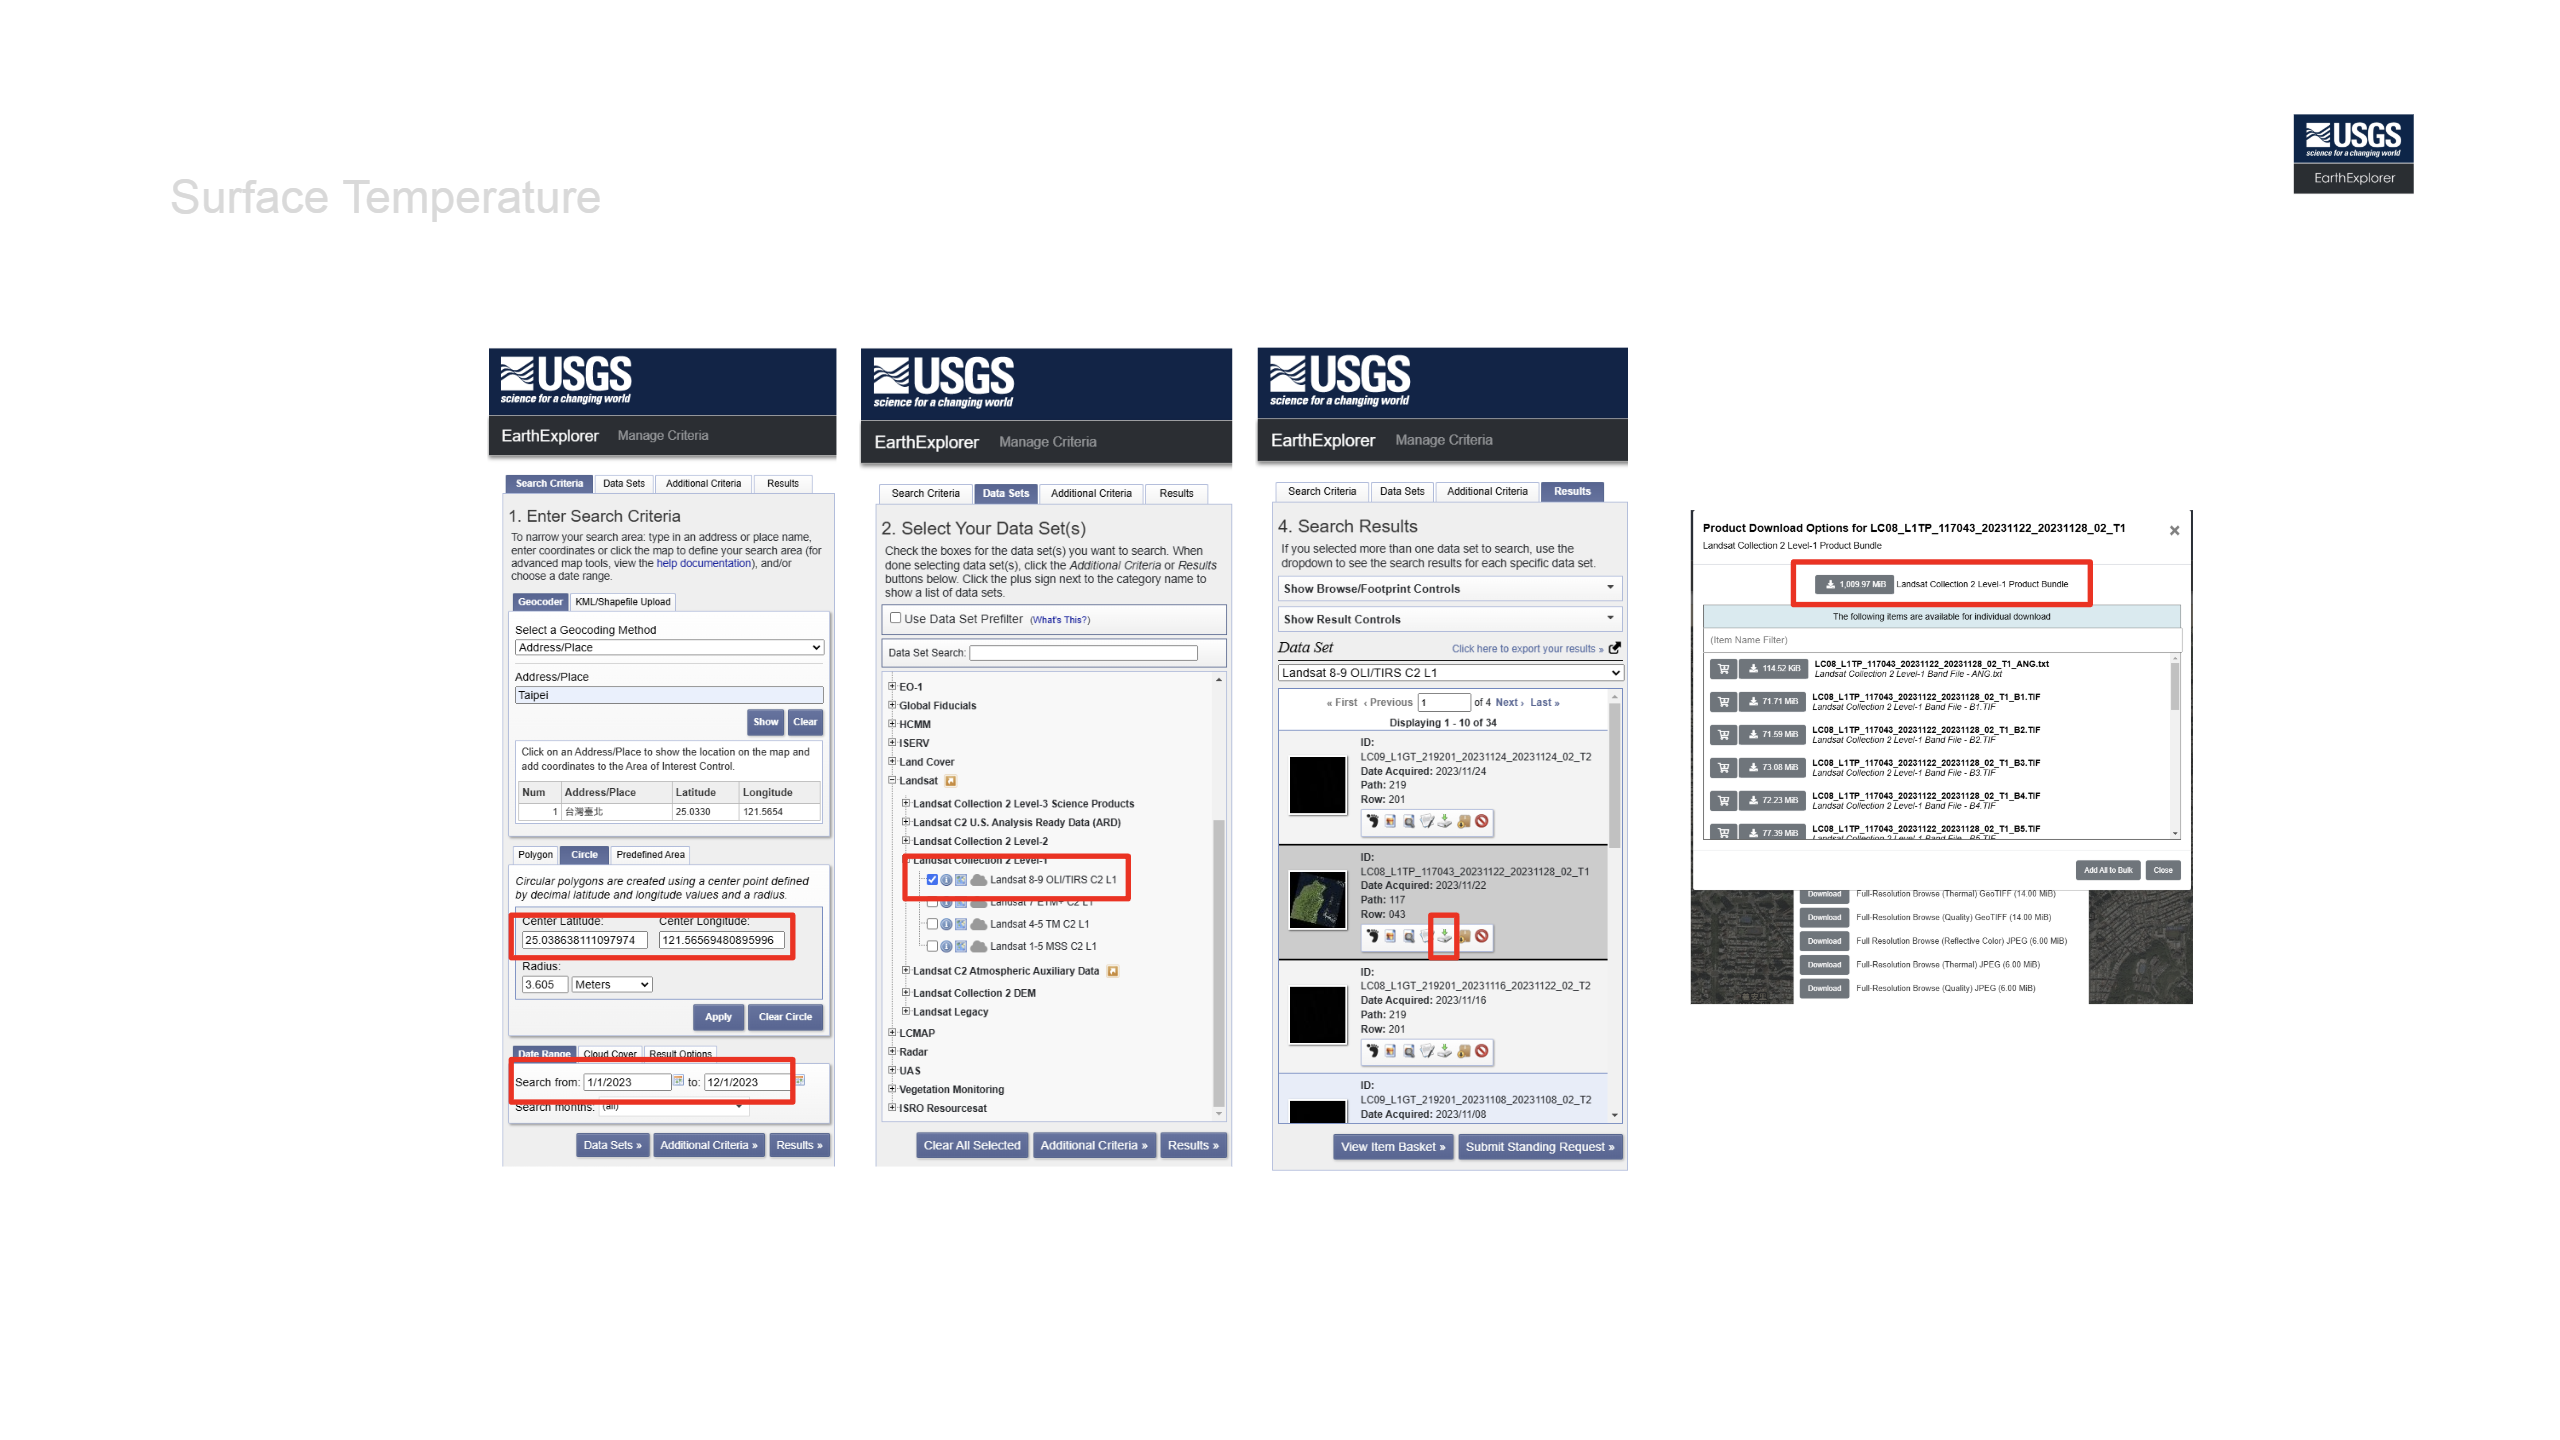 Surface Temperature
USGS
science for a changing world
EarthExplorer
USGS
science for a changing world
EarthExplorer Manage Criteria
Search Criteria Data Sets Additional Criteria Results
1. Enter Search Criteria
To narrow your search area: type in an address or place name,
enter coordinates or click the map to define your search area (for
advanced map tools, view the help documentation), and/or
choose a date range.
Geocoder KML/Shapefile Upload
Select a Geocoding Method
Address/Place
Address/Place
Taipei
Show Clear
Click on an Address/Place to show the location on the map and
add coordinates to the Area of Interest Control.
Num Address/Place Latitude Longitude
1 台灣臺北 25.0330 121.5654
Polygon Circle Predefined Area
Circular polygons are created using a center point defined
by decimal latitude and longitude values and a radius.
Center Latitude: Center Longitude:
25.038638111097974 121.56569480895996
Radius:
3.605 Meters
Apply Clear Circle
Date Range Cloud Cover Result Options
Search from: 1/1/2023 to: 12/1/2023
Search months: (all)
Data Sets » Additional Criteria » Results »
USGS
science for a changing world
EarthExplorer Manage Criteria
Search Criteria Data Sets Additional Criteria Results
2. Select Your Data Set(s)
Check the boxes for the data set(s) you want to search. When
done selecting data set(s), click the Additional Criteria or Results
buttons below. Click the plus sign next to the category name to
show a list of data sets.
Use Data Set Prefilter (What's This?)
Data Set Search:
EO-1
Global Fiducials
HCMM
ISERV
Land Cover
Landsat
Landsat Collection 2 Level-3 Science Products
Landsat C2 U.S. Analysis Ready Data (ARD)
Landsat Collection 2 Level-2
Landsat Collection 2 Level-1
Landsat 8-9 OLI/TIRS C2 L1
Landsat 7 ETM+ C2 L1
Landsat 4-5 TM C2 L1
Landsat 1-5 MSS C2 L1
Landsat C2 Atmospheric Auxiliary Data
Landsat Collection 2 DEM
Landsat Legacy
LCMAP
Radar
UAS
Vegetation Monitoring
ISRO Resourcesat
Clear All Selected Additional Criteria » Results »
USGS
science for a changing world
EarthExplorer Manage Criteria
Search Criteria Data Sets Additional Criteria Results
4. Search Results
If you selected more than one data set to search, use the
dropdown to see the search results for each specific data set.
Show Browse/Footprint Controls
Show Result Controls
Data Set Click here to export your results »
Landsat 8-9 OLI/TIRS C2 L1
« First ‹ Previous 1 of 4 Next › Last »
Displaying 1 - 10 of 34
ID:
LC09_L1GT_219201_20231124_20231124_02_T2
Date Acquired: 2023/11/24
Path: 219
Row: 201
ID:
LC08_L1TP_117043_20231122_20231128_02_T1
Date Acquired: 2023/11/22
Path: 117
Row: 043
ID:
LC08_L1GT_219201_20231116_20231122_02_T2
Date Acquired: 2023/11/16
Path: 219
Row: 201
ID:
LC09_L1GT_219201_20231108_20231108_02_T2
Date Acquired: 2023/11/08
View Item Basket » Submit Standing Request »
Product Download Options for LC08_L1TP_117043_20231122_20231128_02_T1
Landsat Collection 2 Level-1 Product Bundle
1,009.97 MiB Landsat Collection 2 Level-1 Product Bundle
The following items are available for individual download
(Item Name Filter)
114.52 KiB LC08_L1TP_117043_20231122_20231128_02_T1_ANG.txt
Landsat Collection 2 Level-1 Band File - ANG.txt
71.71 MiB LC08_L1TP_117043_20231122_20231128_02_T1_B1.TIF
Landsat Collection 2 Level-1 Band File - B1.TIF
71.59 MiB LC08_L1TP_117043_20231122_20231128_02_T1_B2.TIF
Landsat Collection 2 Level-1 Band File - B2.TIF
73.08 MiB LC08_L1TP_117043_20231122_20231128_02_T1_B3.TIF
Landsat Collection 2 Level-1 Band File - B3.TIF
72.23 MiB LC08_L1TP_117043_20231122_20231128_02_T1_B4.TIF
Landsat Collection 2 Level-1 Band File - B4.TIF
77.39 MiB LC08_L1TP_117043_20231122_20231128_02_T1_B5.TIF
Landsat Collection 2 Level-1 Band File - B5.TIF
Add All to Bulk Close
Download Full-Resolution Browse (Thermal) GeoTIFF (14.00 MiB)
Download Full-Resolution Browse (Quality) GeoTIFF (14.00 MiB)
Download Full Resolution Browse (Reflective Color) JPEG (6.00 MiB)
Download Full-Resolution Browse (Thermal) JPEG (6.00 MiB)
Download Full-Resolution Browse (Quality) JPEG (6.00 MiB)